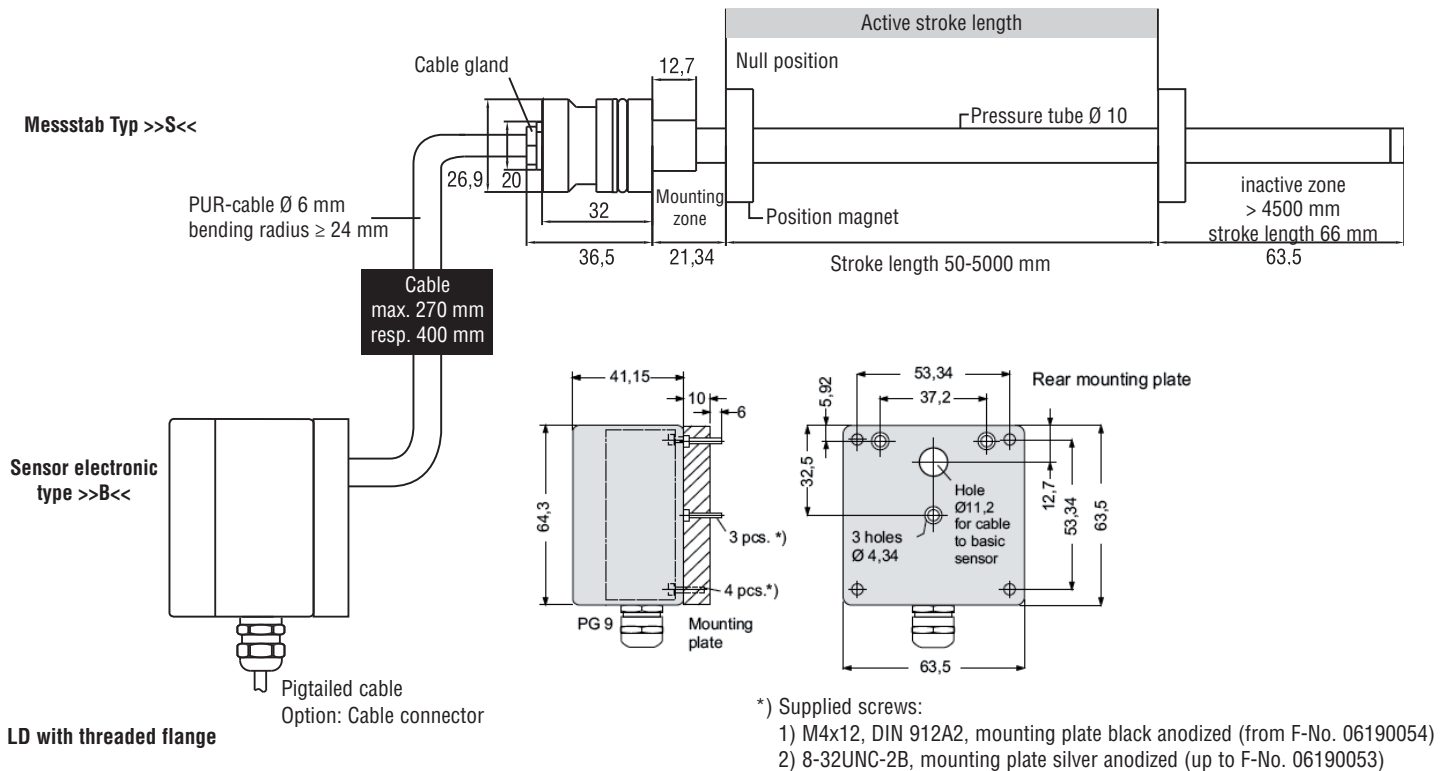 Active stroke length
Cable gland
12,7
Null position
Messstab Typ >>S<<
Pressure tube Ø 10
26,9
20
PUR-cable Ø 6 mm
bending radius ≥ 24 mm
32
Mounting
zone
Position magnet
inactive zone
> 4500 mm
stroke length 66 mm
36,5
21,34
Stroke length 50-5000 mm
63,5
Cable
max. 270 mm
resp. 400 mm
41,15
10
6
64,3
3 pcs. *)
4 pcs.*)
PG 9
Mounting
plate
53,34
Rear mounting plate
37,2
5,92
32,5
Hole
Ø11,2
for cable
to basic
sensor
3 holes
Ø 4,34
12,7
53,34
63,5
63,5
Sensor electronic
type >>B<<
Pigtailed cable
Option: Cable connector
LD with threaded flange
*) Supplied screws:
1) M4x12, DIN 912A2, mounting plate black anodized (from F-No. 06190054)
2) 8-32UNC-2B, mounting plate silver anodized (up to F-No. 06190053)